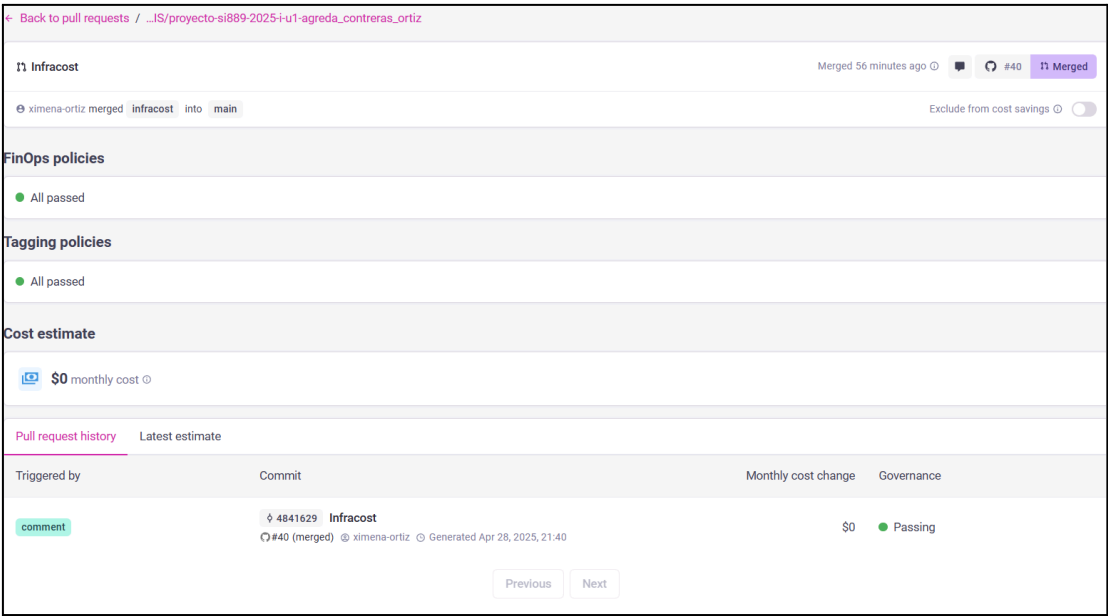 ← Back to pull requests / ...IS/proyecto-si889-2025-i-u1-agreda_contreras_ortiz
Infracost Merged 56 minutes ago #40 Merged
ximena-ortiz merged infracost into main Exclude from cost savings
FinOps policies
All passed
Tagging policies
All passed
Cost estimate
$0 monthly cost
Pull request history Latest estimate
Triggered by Commit Monthly cost change Governance
4841629 Infracost
comment $0 Passing
#40 (merged) ximena-ortiz Generated Apr 28, 2025, 21:40
Previous Next